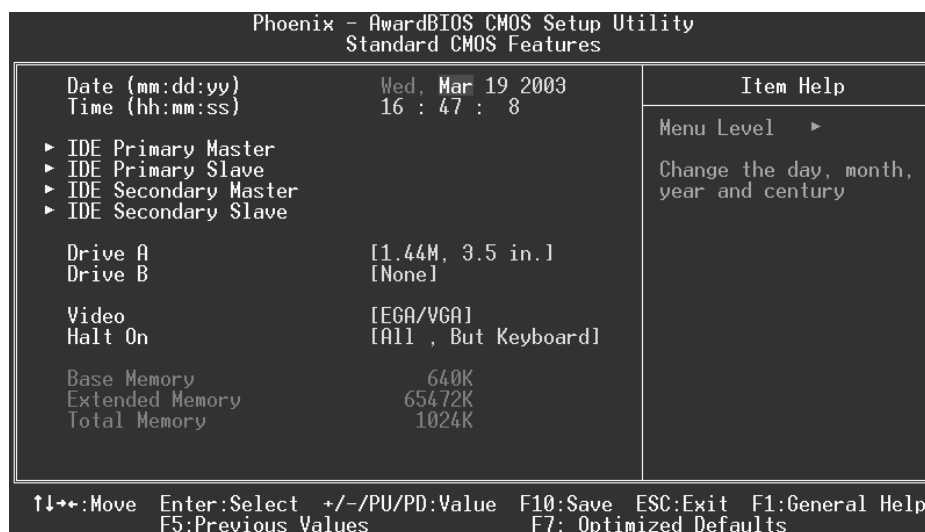 Phoenix - AwardBIOS CMOS Setup Utility
Standard CMOS Features
Date (mm:dd:yy) Wed, Mar 19 2003
Time (hh:mm:ss) 16 : 47 : 8
► IDE Primary Master
► IDE Primary Slave
► IDE Secondary Master
► IDE Secondary Slave
Drive A [1.44M, 3.5 in.]
Drive B [None]
Video [EGA/VGA]
Halt On [All , But Keyboard]
Base Memory 640K
Extended Memory 65472K
Total Memory 1024K
Item Help
Menu Level ►
Change the day, month,
year and century
↑↓→←:Move Enter:Select +/-/PU/PD:Value F10:Save ESC:Exit F1:General Help
F5:Previous Values F7: Optimized Defaults